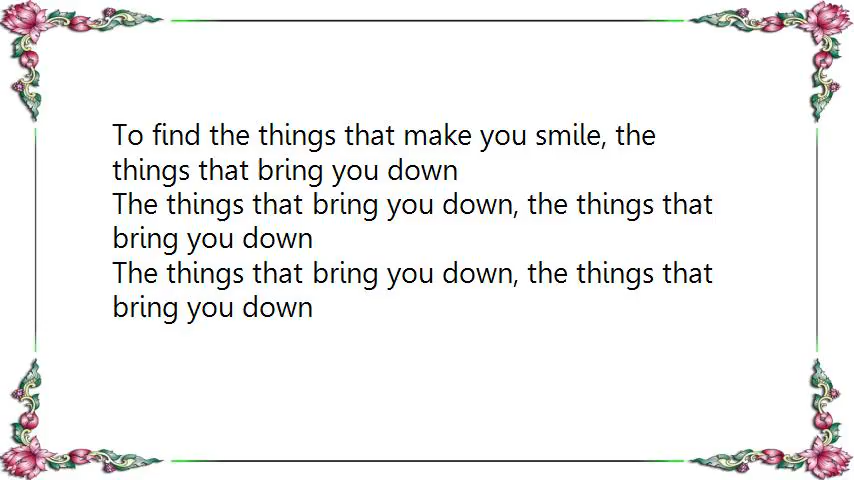 To find the things that make you smile, the
things that bring you down
The things that bring you down, the things that
bring you down
The things that bring you down, the things that
bring you down